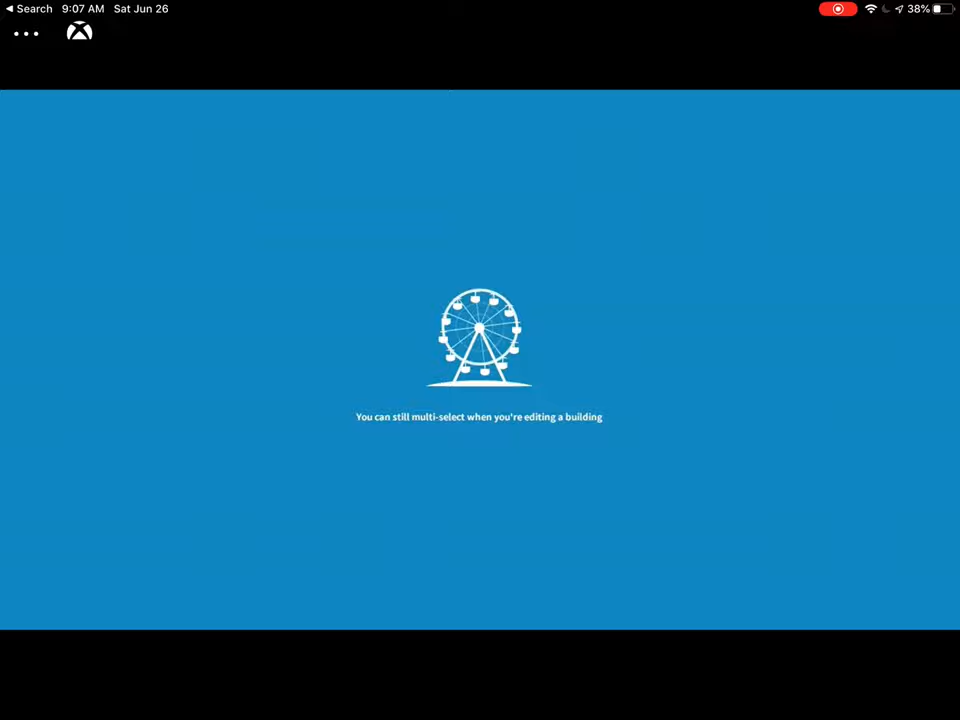 Search 9:07 AM Sat Jun 26
38%
You can still multi-select when you're editing a building